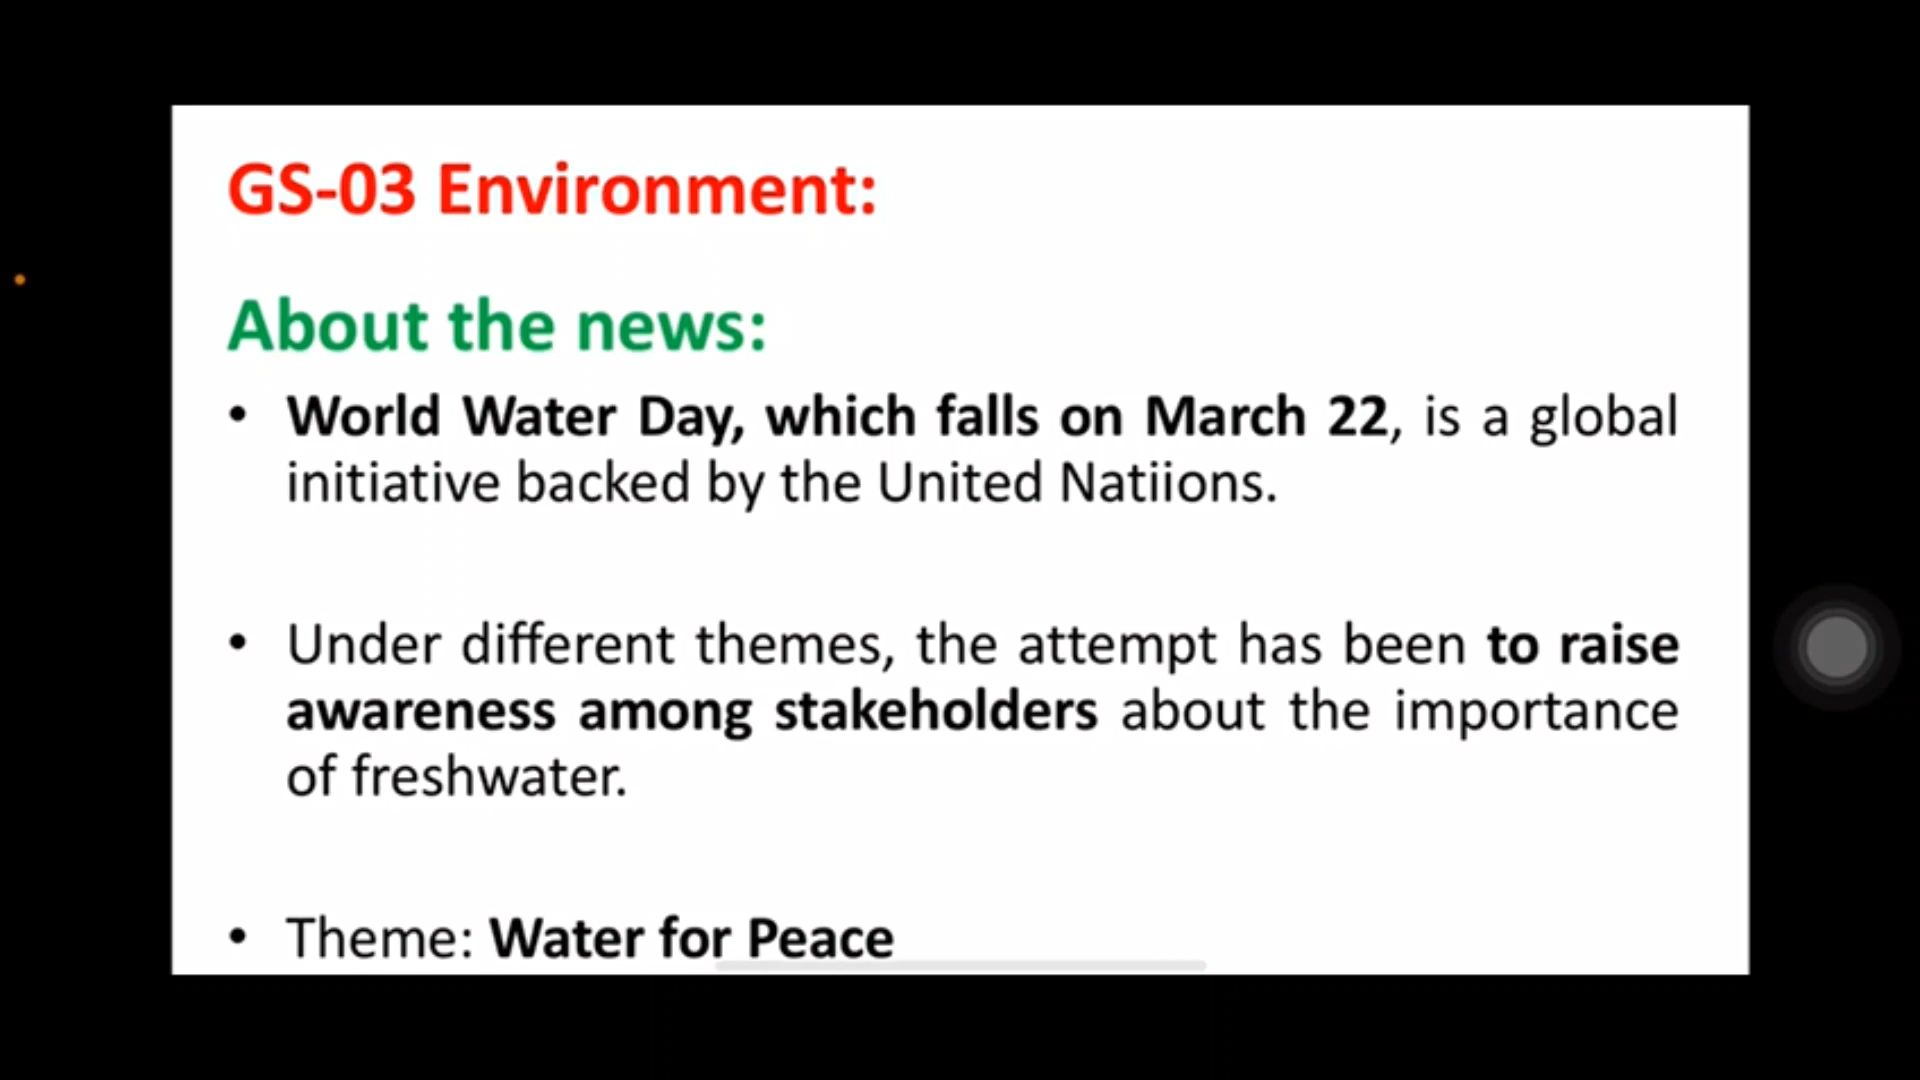 GS-03 Environment:
About the news:
• World Water Day, which falls on March 22, is a global
initiative backed by the United Natiions.
• Under different themes, the attempt has been to raise
awareness among stakeholders about the importance
of freshwater.
• Theme: Water for Peace